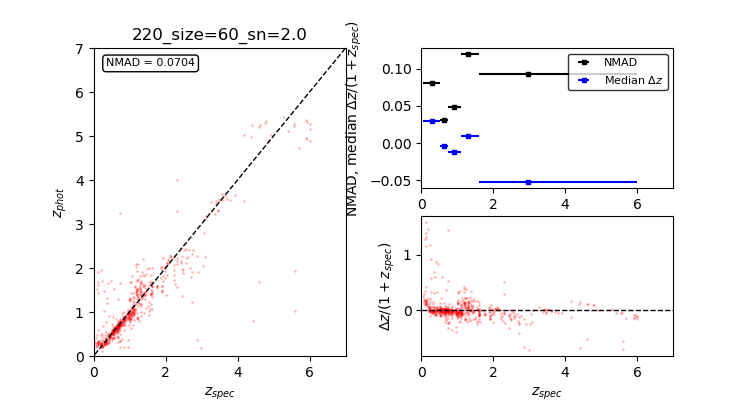 220_size=60_sn=2.0
NMAD = 0.0704
7
6
5
4
3
2
1
0
z_phot
0 2 4 6
z_spec
NMAD, median Δz/(1 + z_spec)
0.10
0.05
0.00
−0.05
NMAD
Median Δz
0 2 4 6
Δz/(1 + z_spec)
1
0
0 2 4 6
z_spec